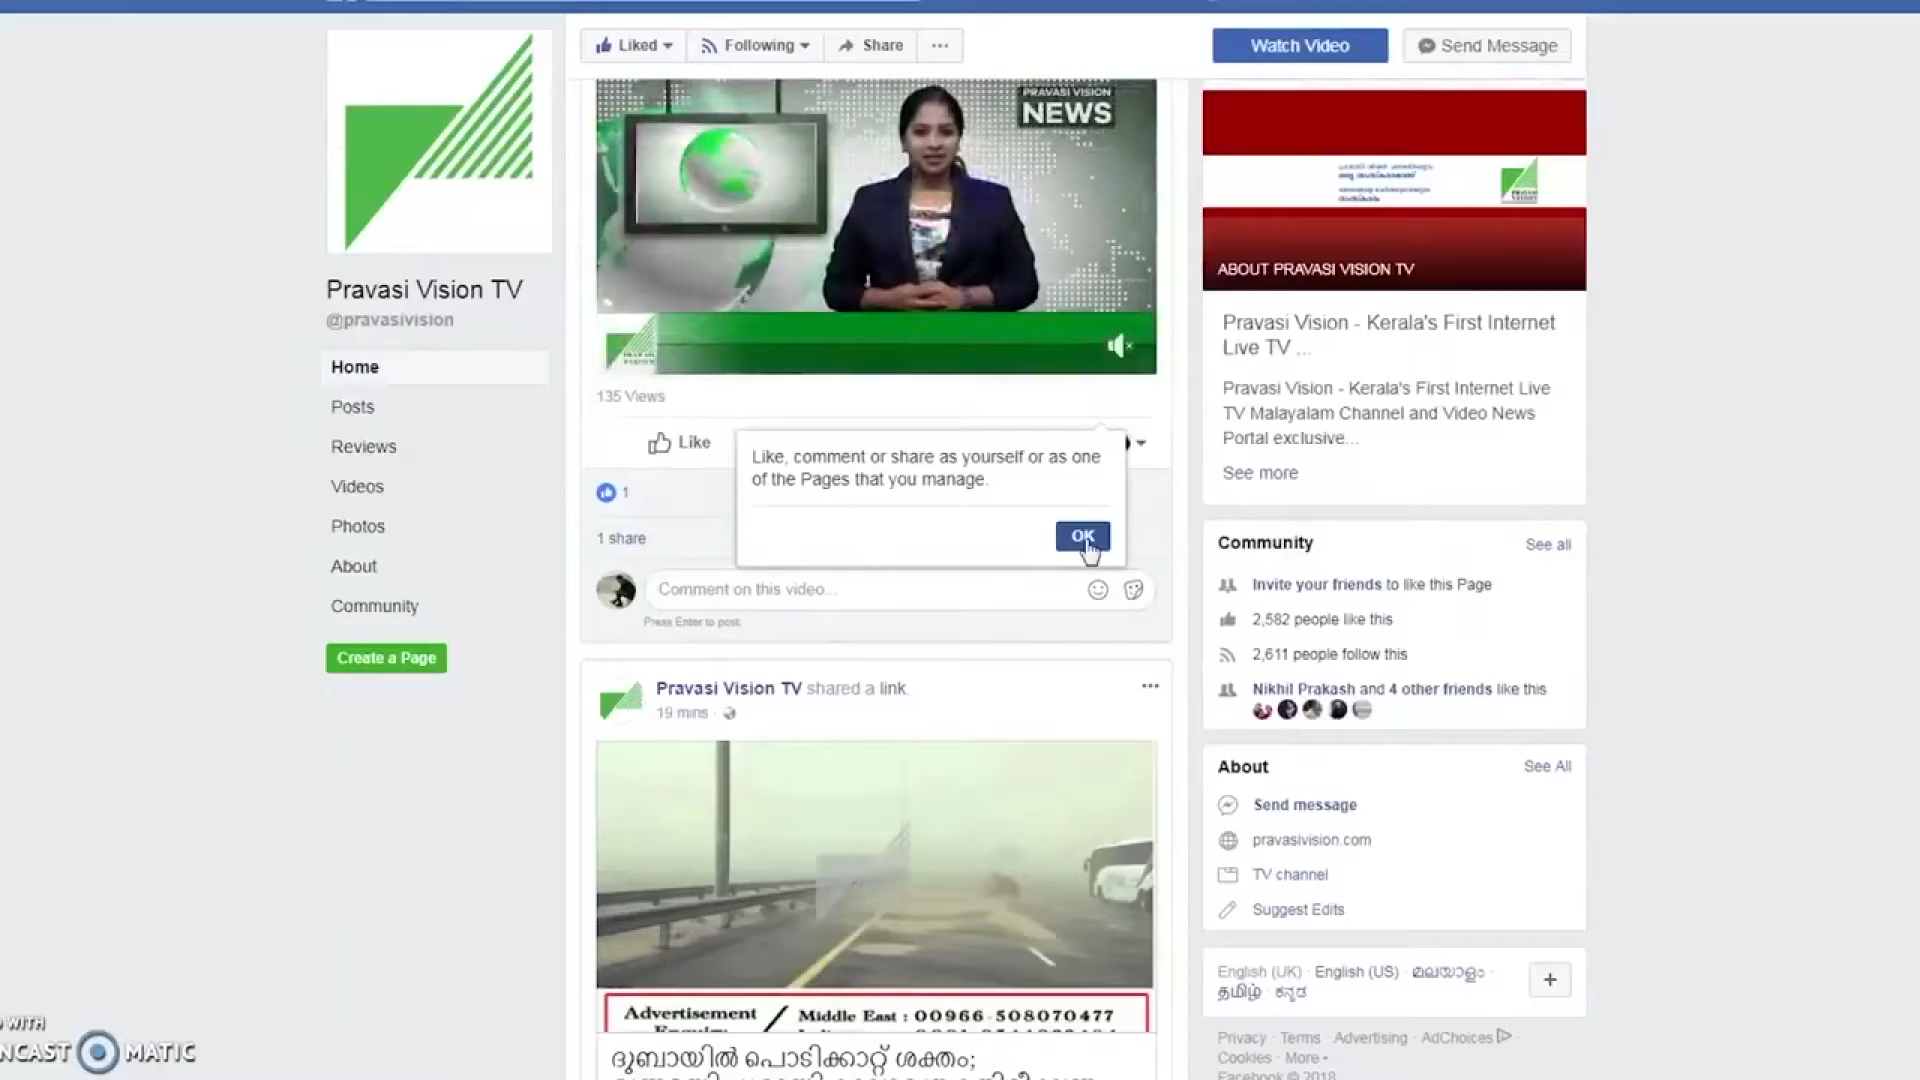 Liked
Following
Share
Watch Video
Send Message
PRAVASI VISION
NEWS
Pravasi Vision TV
@pravasivision
Home
Posts
Reviews
Videos
Photos
About
Community
Create a Page
135 Views
Like
Like, comment or share as yourself or as one
of the Pages that you manage.
OK
1
1 share
Comment on this video...
Press Enter to post.
Pravasi Vision TV shared a link.
19 mins ·
Advertisement
Middle East : 00966-508070477
ദുബായിൽ പൊടിക്കാറ്റ് ശക്തം;
ABOUT PRAVASI VISION TV
Pravasi Vision - Kerala's First Internet
Live TV ...
Pravasi Vision - Kerala's First Internet Live
TV Malayalam Channel and Video News
Portal exclusive...
See more
Community
See all
Invite your friends to like this Page
2,582 people like this
2,611 people follow this
Nikhil Prakash and 4 other friends like this
About
See All
Send message
pravasivision.com
TV channel
Suggest Edits
English (UK) · English (US) · മലയാളം ·
தமிழ் · ಕನ್ನಡ
Privacy · Terms · Advertising · AdChoices ·
Cookies · More
Facebook © 2018
WITH
NCAST MATIC